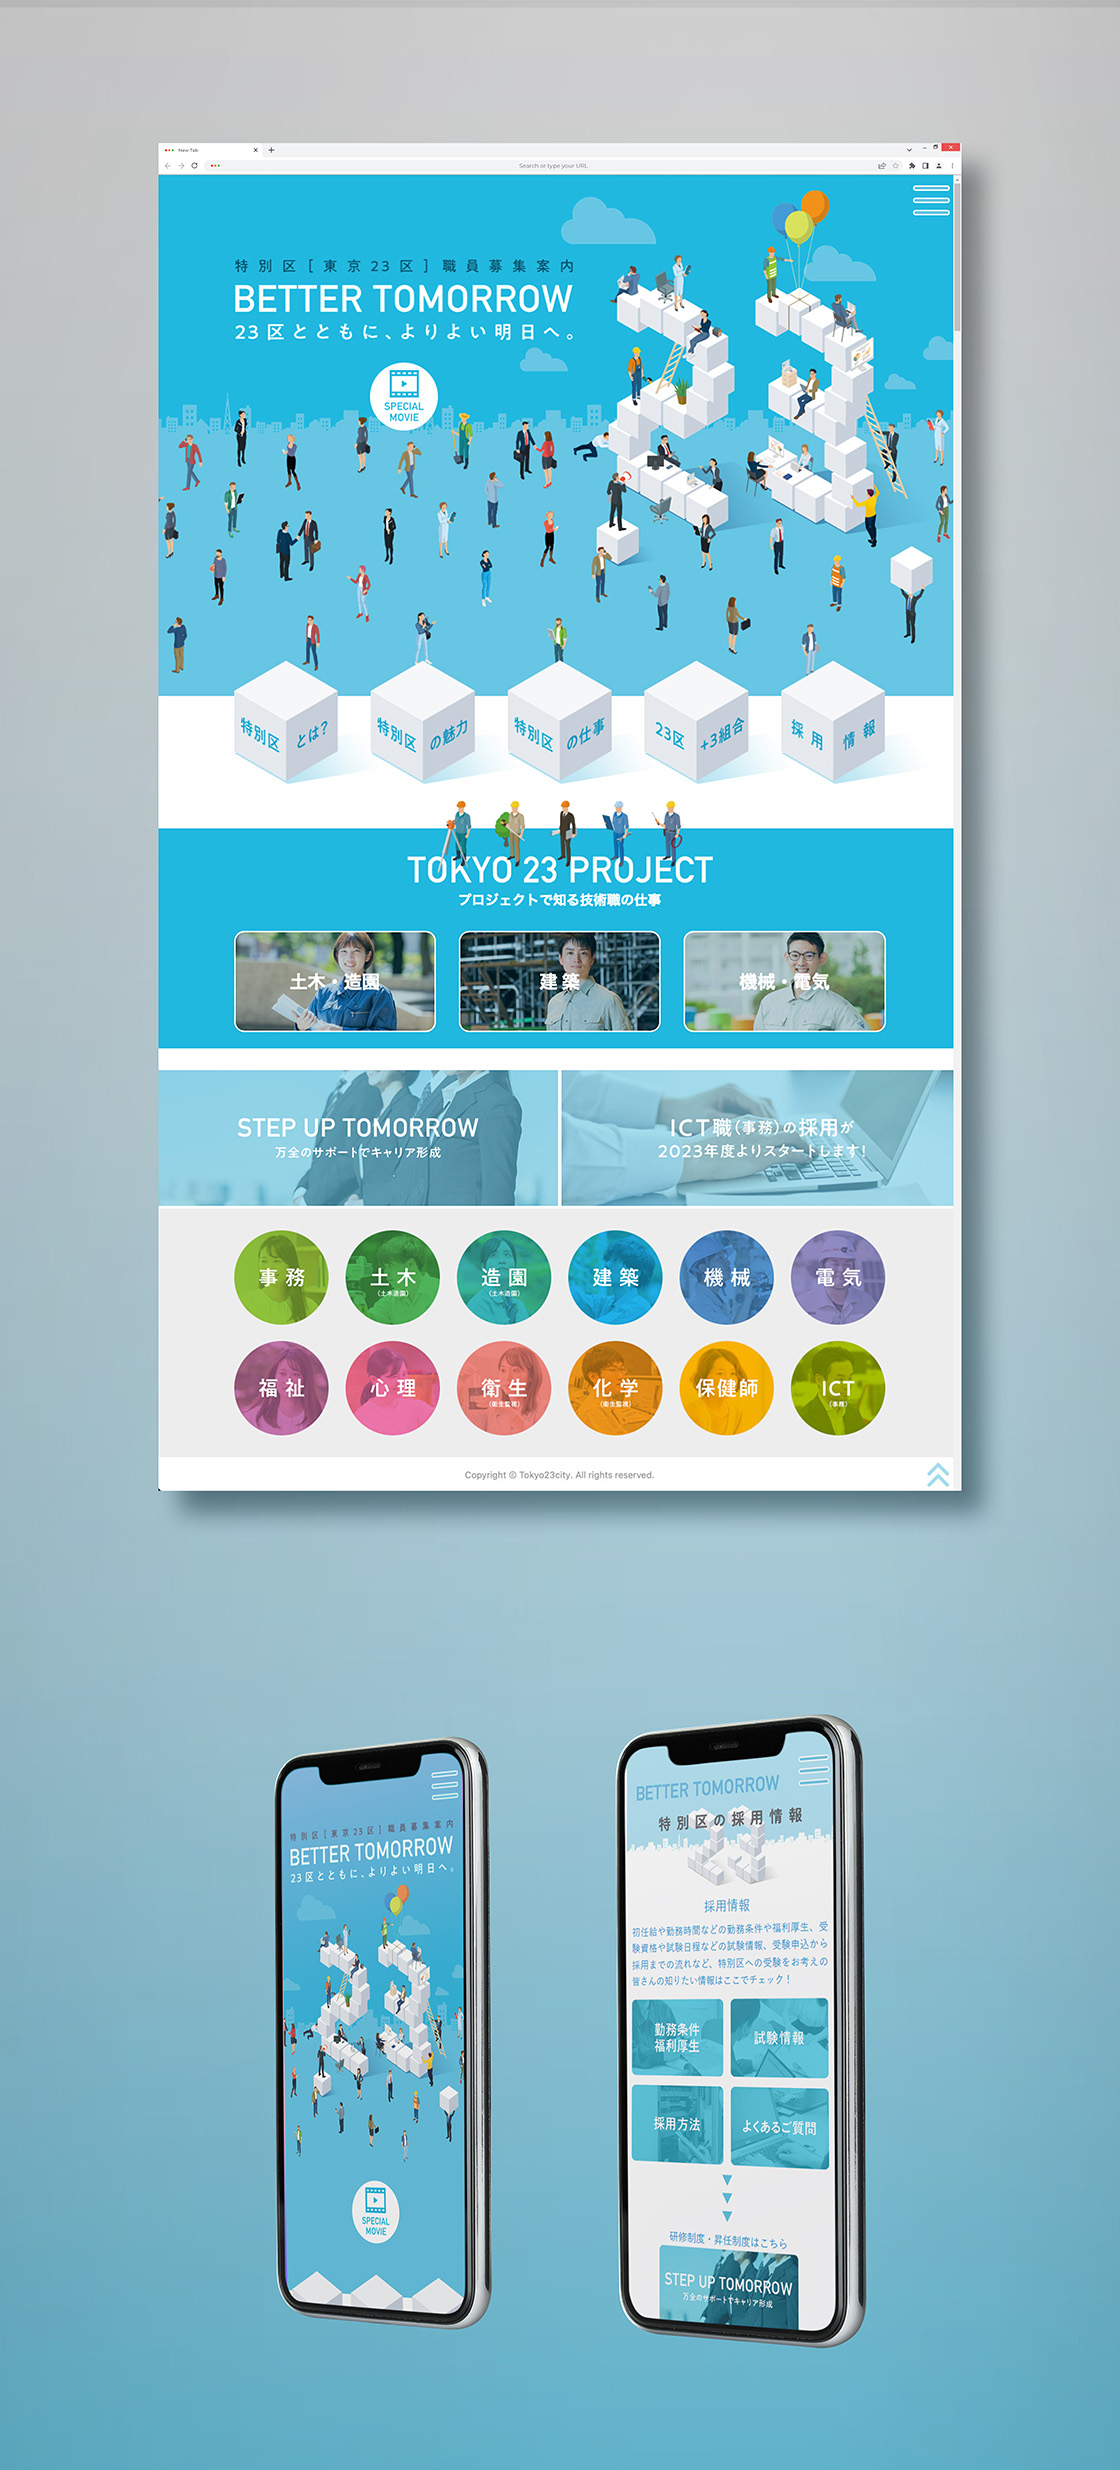 New Tab
Search or type your URL
特別区[東京23区]職員募集案内
BETTER TOMORROW
23区とともに、よりよい明日へ。
SPECIAL
MOVIE
特別区 とは?
特別区 の魅力
特別区 の仕事
23区 +3組合
採用 情報
TOKYO 23 PROJECT
プロジェクトで知る技術職の仕事
土木・造園
建築
機械・電気
STEP UP TOMORROW
万全のサポートでキャリア形成
ICT職(事務)の採用が
2023年度よりスタートします!
事務
土木
(土木造園)
造園
(土木造園)
建築
機械
電気
福祉
心理
衛生
(衛生監視)
化学
(衛生監視)
保健師
ICT
(事務)
Copyright © Tokyo23city. All rights reserved.
特別区[東京23区]職員募集案内
BETTER TOMORROW
23区とともに、よりよい明日へ。
SPECIAL
MOVIE
BETTER TOMORROW
特別区の採用情報
採用情報
初任給や勤務時間などの勤務条件や福利厚生、受
験資格や試験日程などの試験情報、受験申込から
採用までの流れなど、特別区への受験をお考えの
皆さんの知りたい情報はここでチェック!
勤務条件
福利厚生
試験情報
採用方法
よくあるご質問
研修制度・昇任制度はこちら
STEP UP TOMORROW
万全のサポートでキャリア形成